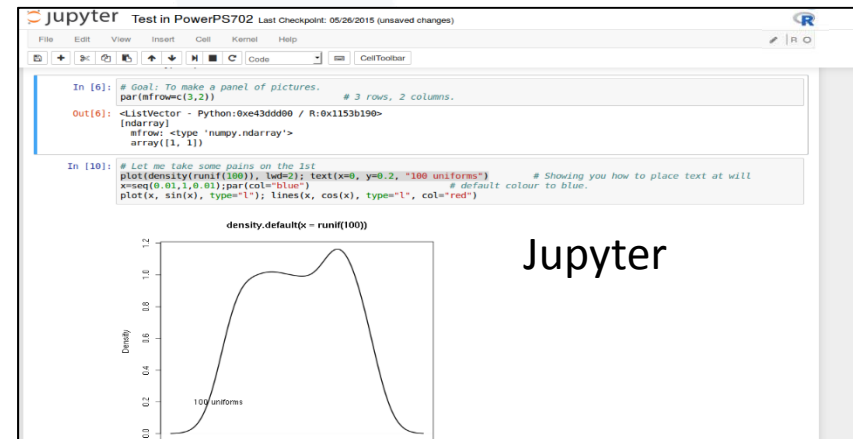 jupyter Test in PowerPS702 Last Checkpoint: 05/26/2015 (unsaved changes)
R
File Edit View Insert Cell Kernel Help
R
Code CellToolbar
In [6]: # Goal: To make a panel of pictures.
par(mfrow=c(3,2)) # 3 rows, 2 columns.
Out[6]: <ListVector - Python:0xe43ddd00 / R:0x1153b190>
[ndarray]
mfrow: <type 'numpy.ndarray'>
array([1, 1])
In [10]: # Let me take some pains on the 1st
plot(density(runif(100)), lwd=2); text(x=0, y=0.2, "100 uniforms") # Showing you how to place text at will
x=seq(0.01,1,0.01);par(col="blue") # default colour to blue.
plot(x, sin(x), type="l"); lines(x, cos(x), type="l", col="red")
density.default(x = runif(100))
Jupyter
1.2
1.0
0.8
0.6
Density
0.4
0.2
100 uniforms
0.0